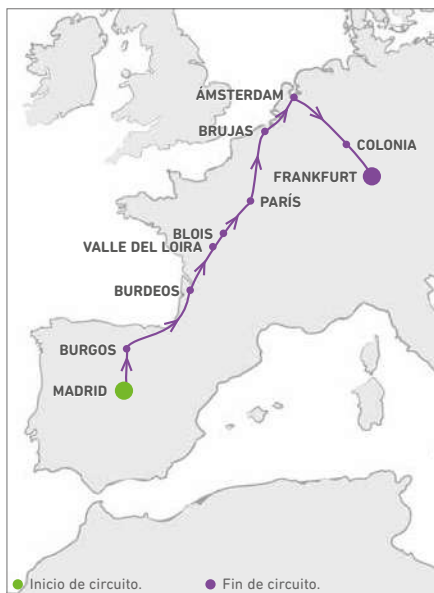 ÁMSTERDAM
BRUJAS
COLONIA
FRANKFURT
PARÍS
BLOIS
VALLE DEL LOIRA
BURDEOS
BURGOS
MADRID
Inicio de circuito.
Fin de circuito.